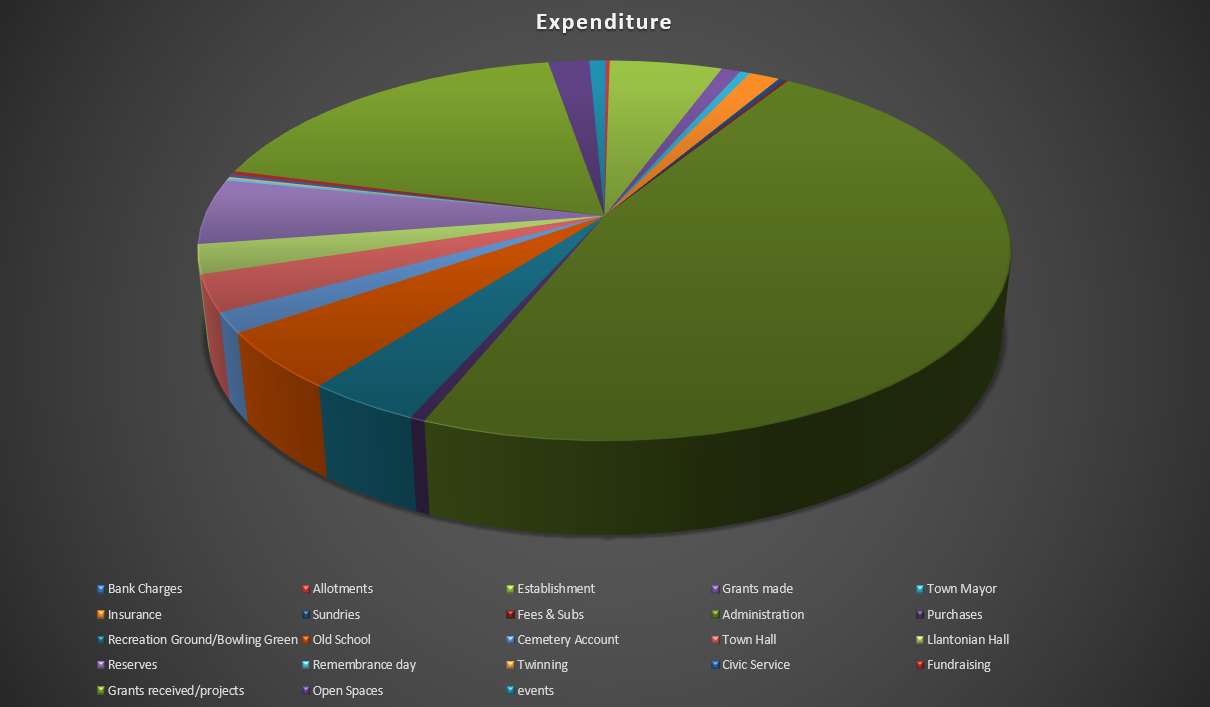 Expenditure
Bank Charges Allotments Establishment Grants made Town Mayor
Insurance Sundries Fees & Subs Administration Purchases
Recreation Ground/Bowling Green Old School Cemetery Account Town Hall Llantonian Hall
Reserves Remembrance day Twinning Civic Service Fundraising
Grants received/projects Open Spaces events